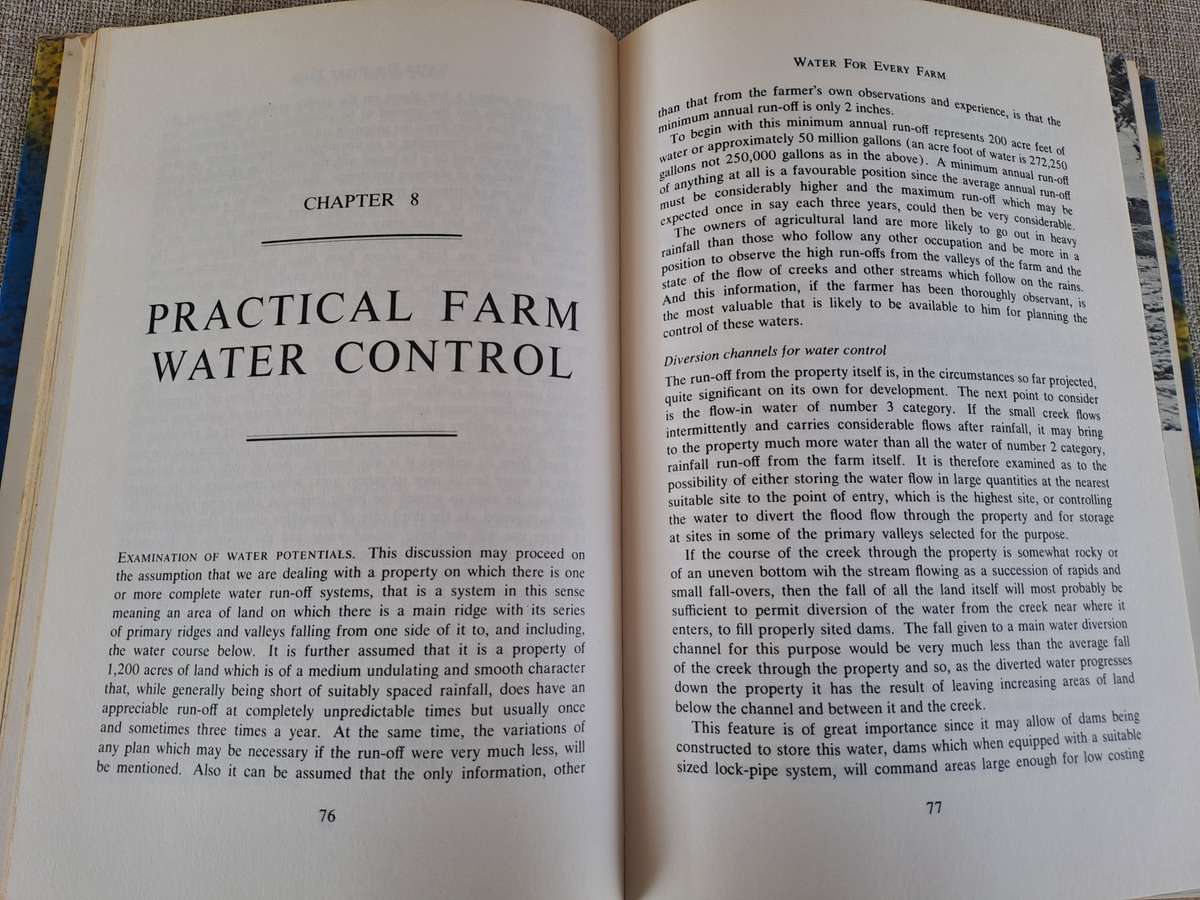 CHAPTER 8
PRACTICAL FARM
WATER CONTROL
EXAMINATION OF WATER POTENTIALS. This discussion may proceed on
the assumption that we are dealing with a property on which there is one
or more complete water run-off systems, that is a system in this sense
meaning an area of land on which there is a main ridge with its series
of primary ridges and valleys falling from one side of it to, and including,
the water course below. It is further assumed that it is a property of
1,200 acres of land which is of a medium undulating and smooth character
that, while generally being short of suitably spaced rainfall, does have an
appreciable run-off at completely unpredictable times but usually once
and sometimes three times a year. At the same time, the variations of
any plan which may be necessary if the run-off were very much less, will
be mentioned. Also it can be assumed that the only information, other
76
WATER FOR EVERY FARM
than that from the farmer's own observations and experience, is that the
minimum annual run-off is only 2 inches.
To begin with this minimum annual run-off represents 200 acre feet of
water or approximately 50 million gallons (an acre foot of water is 272,250
gallons not 250,000 gallons as in the above). A minimum annual run-off
of anything at all is a favourable position since the average annual run-off
must be considerably higher and the maximum run-off which may be
expected once in say each three years, could then be very considerable.
The owners of agricultural land are more likely to go out in heavy
rainfall than those who follow any other occupation and be more in a
position to observe the high run-offs from the valleys of the farm and the
state of the flow of creeks and other streams which follow on the rains.
And this information, if the farmer has been thoroughly observant, is
the most valuable that is likely to be available to him for planning the
control of these waters.
Diversion channels for water control
The run-off from the property itself is, in the circumstances so far projected,
quite significant on its own for development. The next point to consider
is the flow-in water of number 3 category. If the small creek flows
intermittently and carries considerable flows after rainfall, it may bring
to the property much more water than all the water of number 2 category,
rainfall run-off from the farm itself. It is therefore examined as to the
possibility of either storing the water flow in large quantities at the nearest
suitable site to the point of entry, which is the highest site, or controlling
the water to divert the flood flow through the property and for storage
at sites in some of the primary valleys selected for the purpose.
If the course of the creek through the property is somewhat rocky or
of an uneven bottom wih the stream flowing as a succession of rapids and
small fall-overs, then the fall of all the land itself will most probably be
sufficient to permit diversion of the water from the creek near where it
enters, to fill properly sited dams. The fall given to a main water diversion
channel for this purpose would be very much less than the average fall
of the creek through the property and so, as the diverted water progresses
down the property it has the result of leaving increasing areas of land
below the channel and between it and the creek.
This feature is of great importance since it may allow of dams being
constructed to store this water, dams which when equipped with a suitable
sized lock-pipe system, will command areas large enough for low costing
77